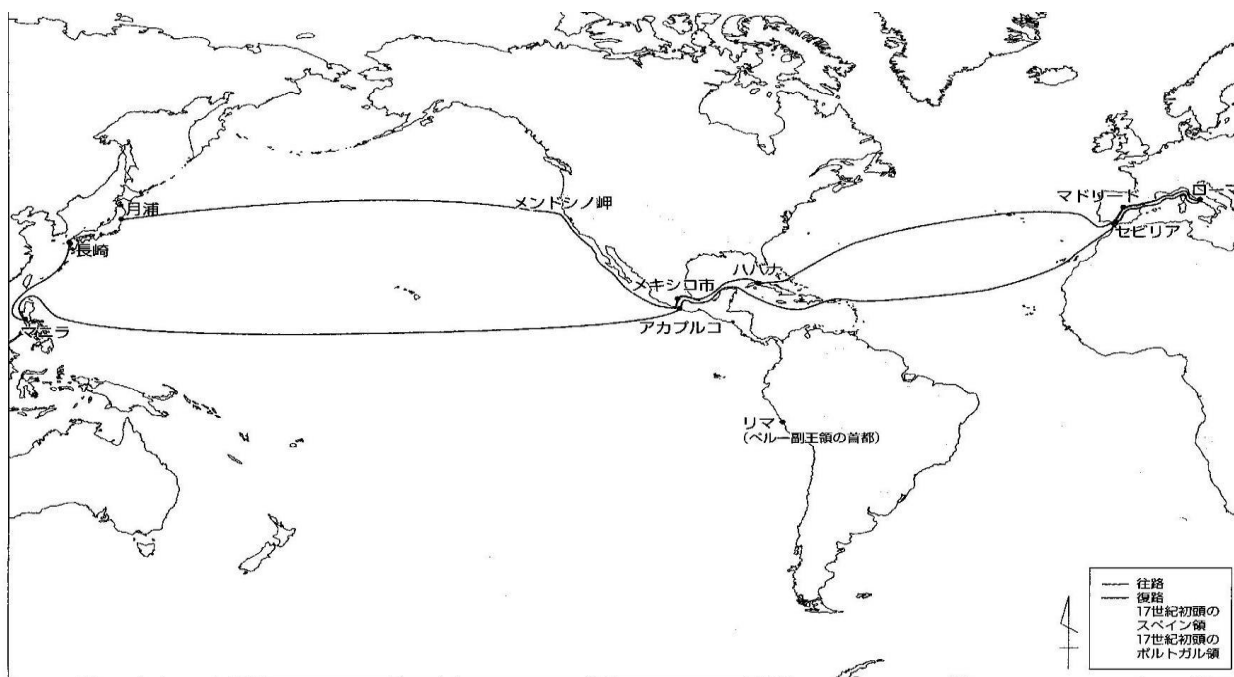 月浦
長崎
マニラ
メンドシノ岬
メキシコ市
アカプルコ
ハバナ
リマ
(ペルー副王領の首都)
マドリード
セビリア
ローマ
往路
復路
17世紀初頭の
スペイン領
17世紀初頭の
ポルトガル領